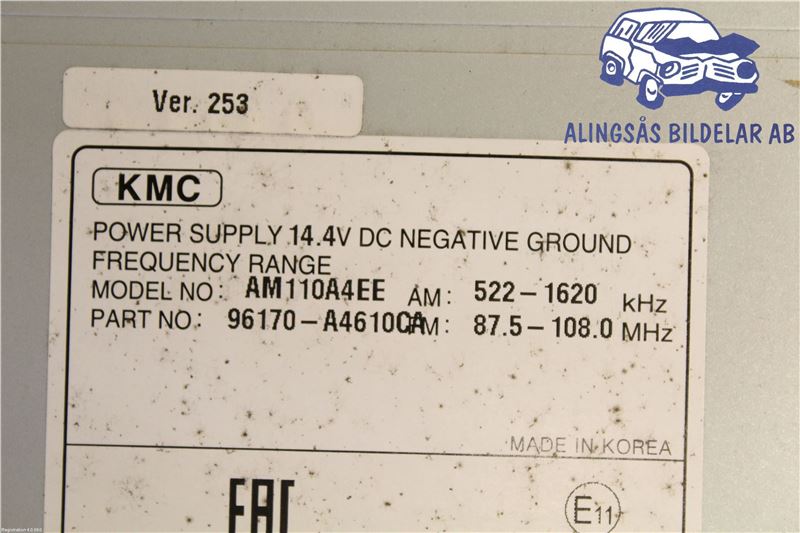 Ver. 253
ALINGSÅS BILDELAR AB
KMC
POWER SUPPLY 14.4V DC NEGATIVE GROUND
FREQUENCY RANGE
MODEL NO: AM110A4EE AM: 522-1620 kHz
PART NO: 96170-A4610CA FM: 87.5-108.0 MHz
MADE IN KOREA
EAC
E11